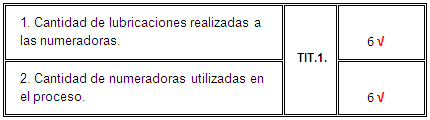 1. Cantidad de lubricaciones realizadas a
las numeradoras.
TIT.1.
6 √
2. Cantidad de numeradoras utilizadas en
el proceso.
6 √